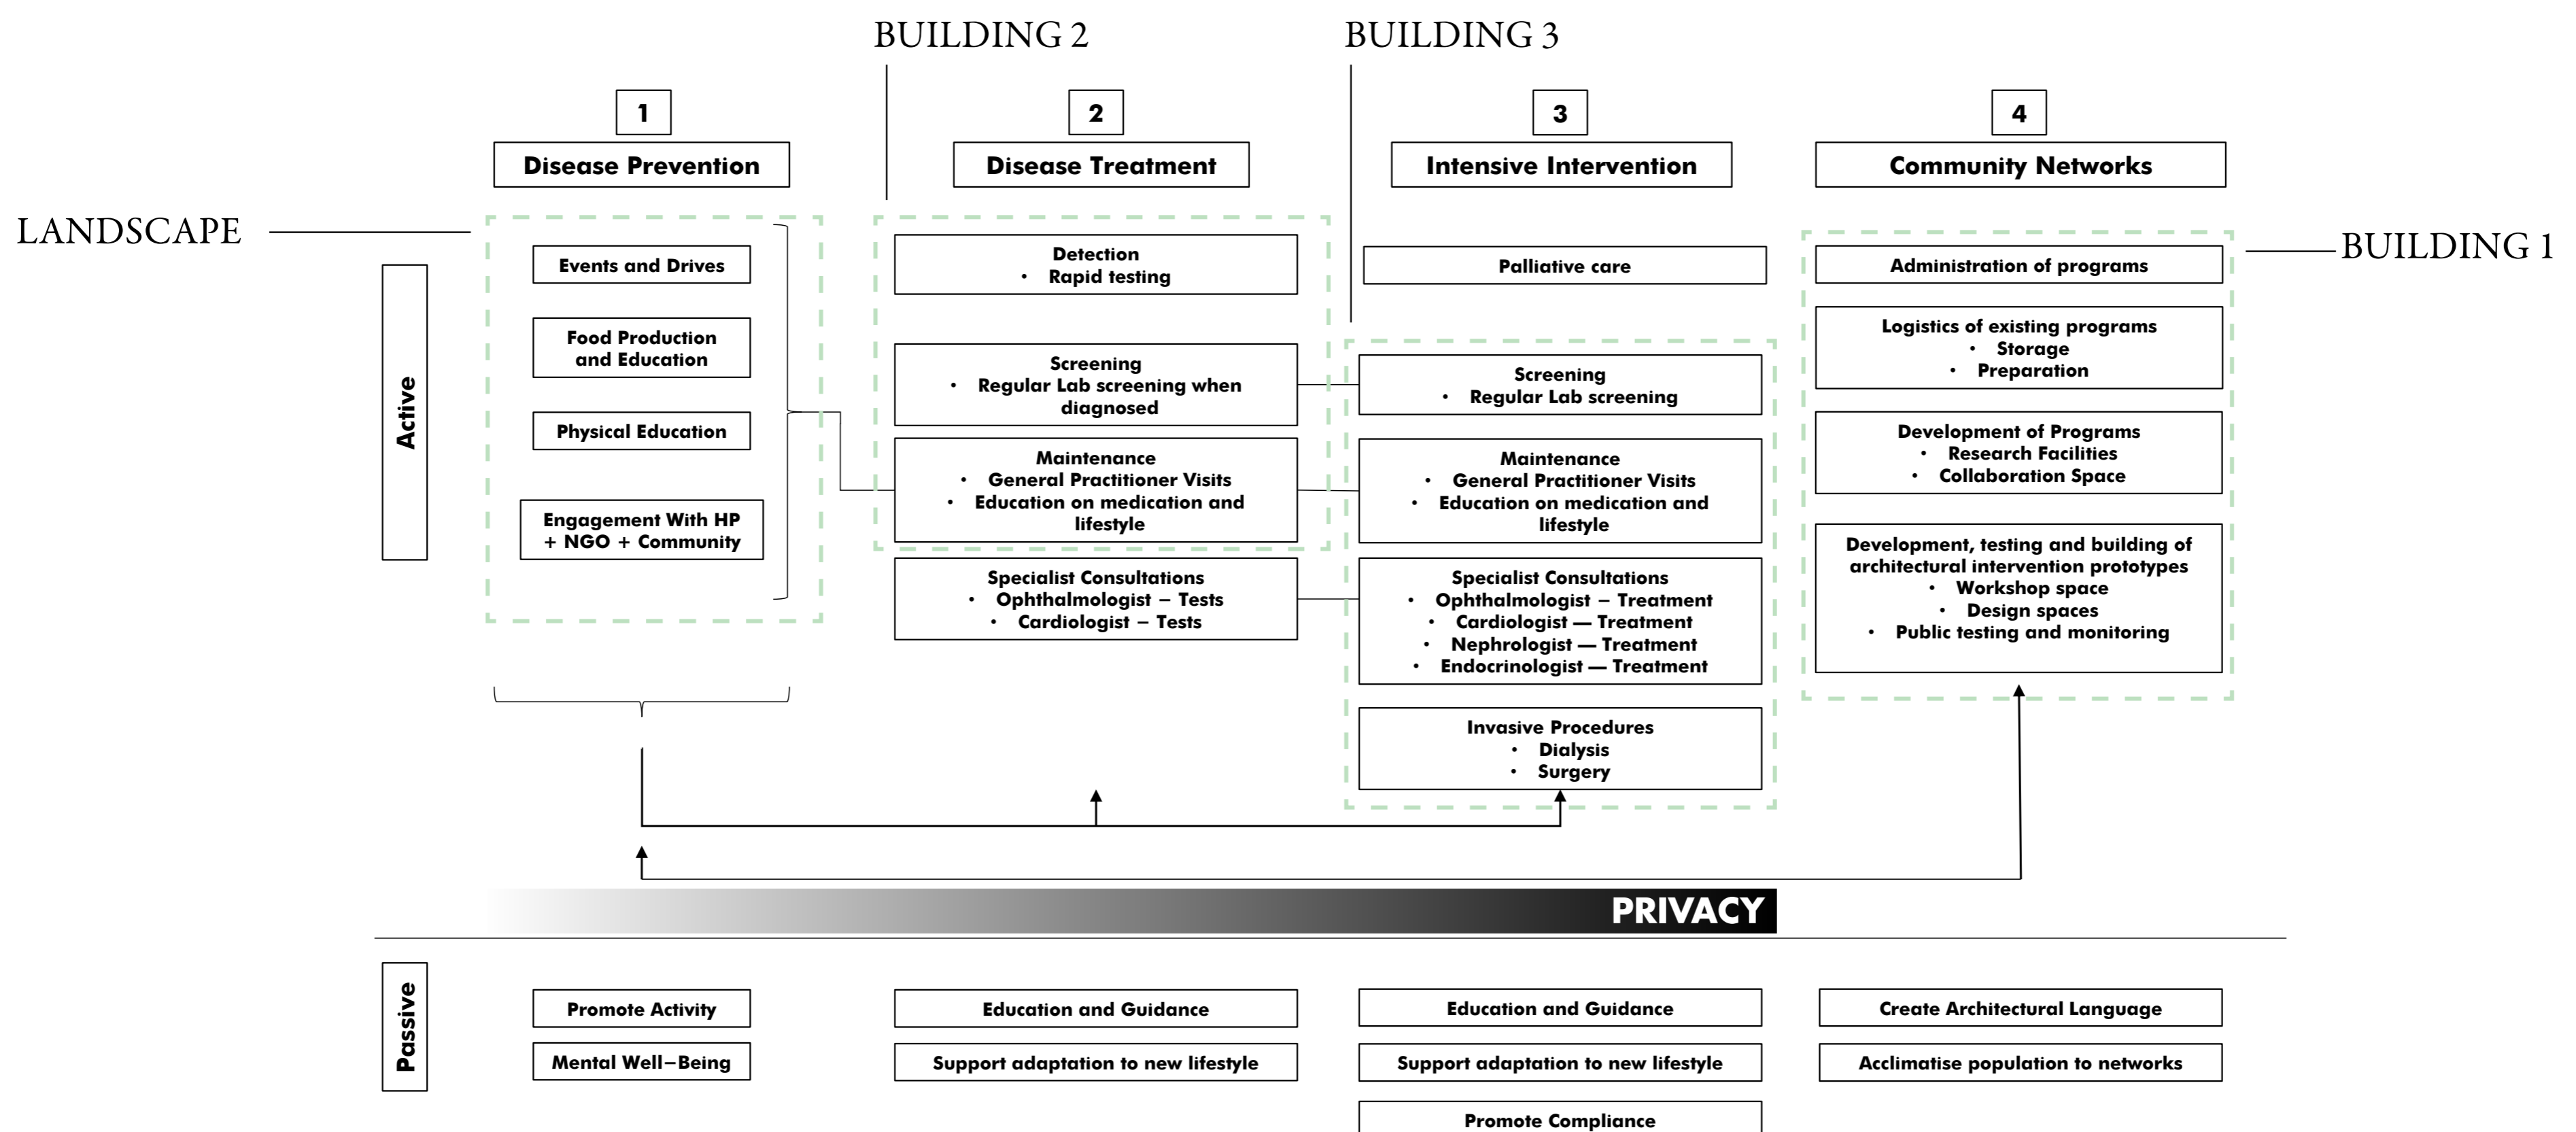 BUILDING 2
BUILDING 3
1
2
3
4
Disease Prevention
Disease Treatment
Intensive Intervention
Community Networks
LANDSCAPE
BUILDING 1
Active
Events and Drives
Food Production
and Education
Physical Education
Engagement With HP
+ NGO + Community
Detection
• Rapid testing
Screening
• Regular Lab screening when
diagnosed
Maintenance
• General Practitioner Visits
• Education on medication and
lifestyle
Specialist Consultations
• Ophthalmologist – Tests
• Cardiologist – Tests
Palliative care
Screening
• Regular Lab screening
Maintenance
• General Practitioner Visits
• Education on medication and
lifestyle
Specialist Consultations
• Ophthalmologist – Treatment
• Cardiologist — Treatment
• Nephrologist — Treatment
• Endocrinologist — Treatment
Invasive Procedures
• Dialysis
• Surgery
Administration of programs
Logistics of existing programs
• Storage
• Preparation
Development of Programs
• Research Facilities
• Collaboration Space
Development, testing and building of
architectural intervention prototypes
• Workshop space
• Design spaces
• Public testing and monitoring
PRIVACY
Passive
Promote Activity
Mental Well–Being
Education and Guidance
Support adaptation to new lifestyle
Education and Guidance
Support adaptation to new lifestyle
Promote Compliance
Create Architectural Language
Acclimatise population to networks